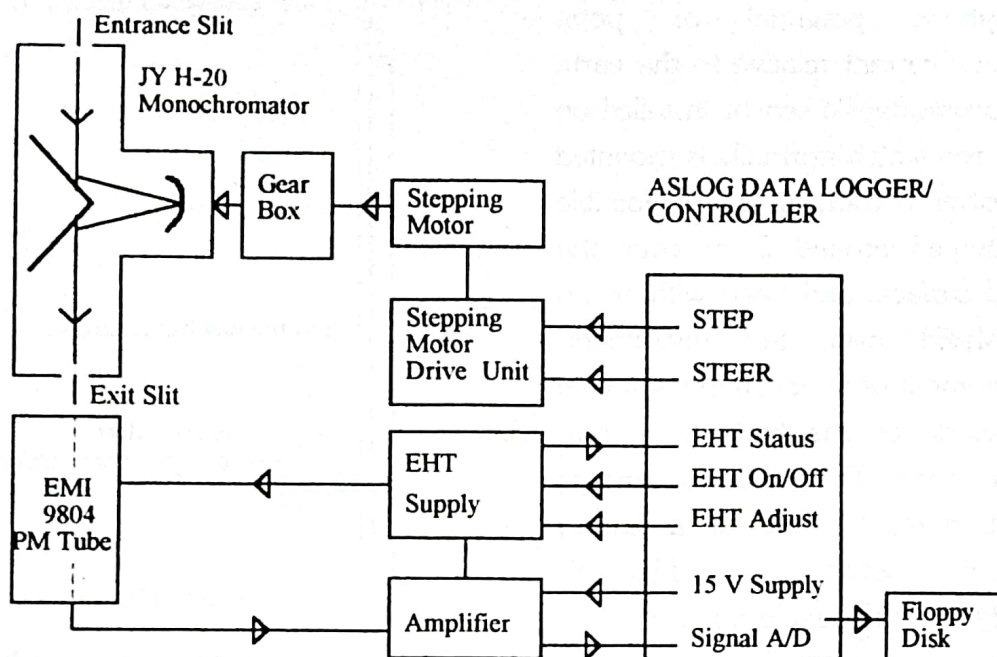 Entrance Slit
JY H-20
Monochromator
Gear
Box
Stepping
Motor
ASLOG DATA LOGGER/
CONTROLLER
Stepping
Motor
Drive Unit
STEP
STEER
Exit Slit
EMI
9804
PM Tube
EHT
Supply
EHT Status
EHT On/Off
EHT Adjust
Amplifier
15 V Supply
Signal A/D
Floppy
Disk